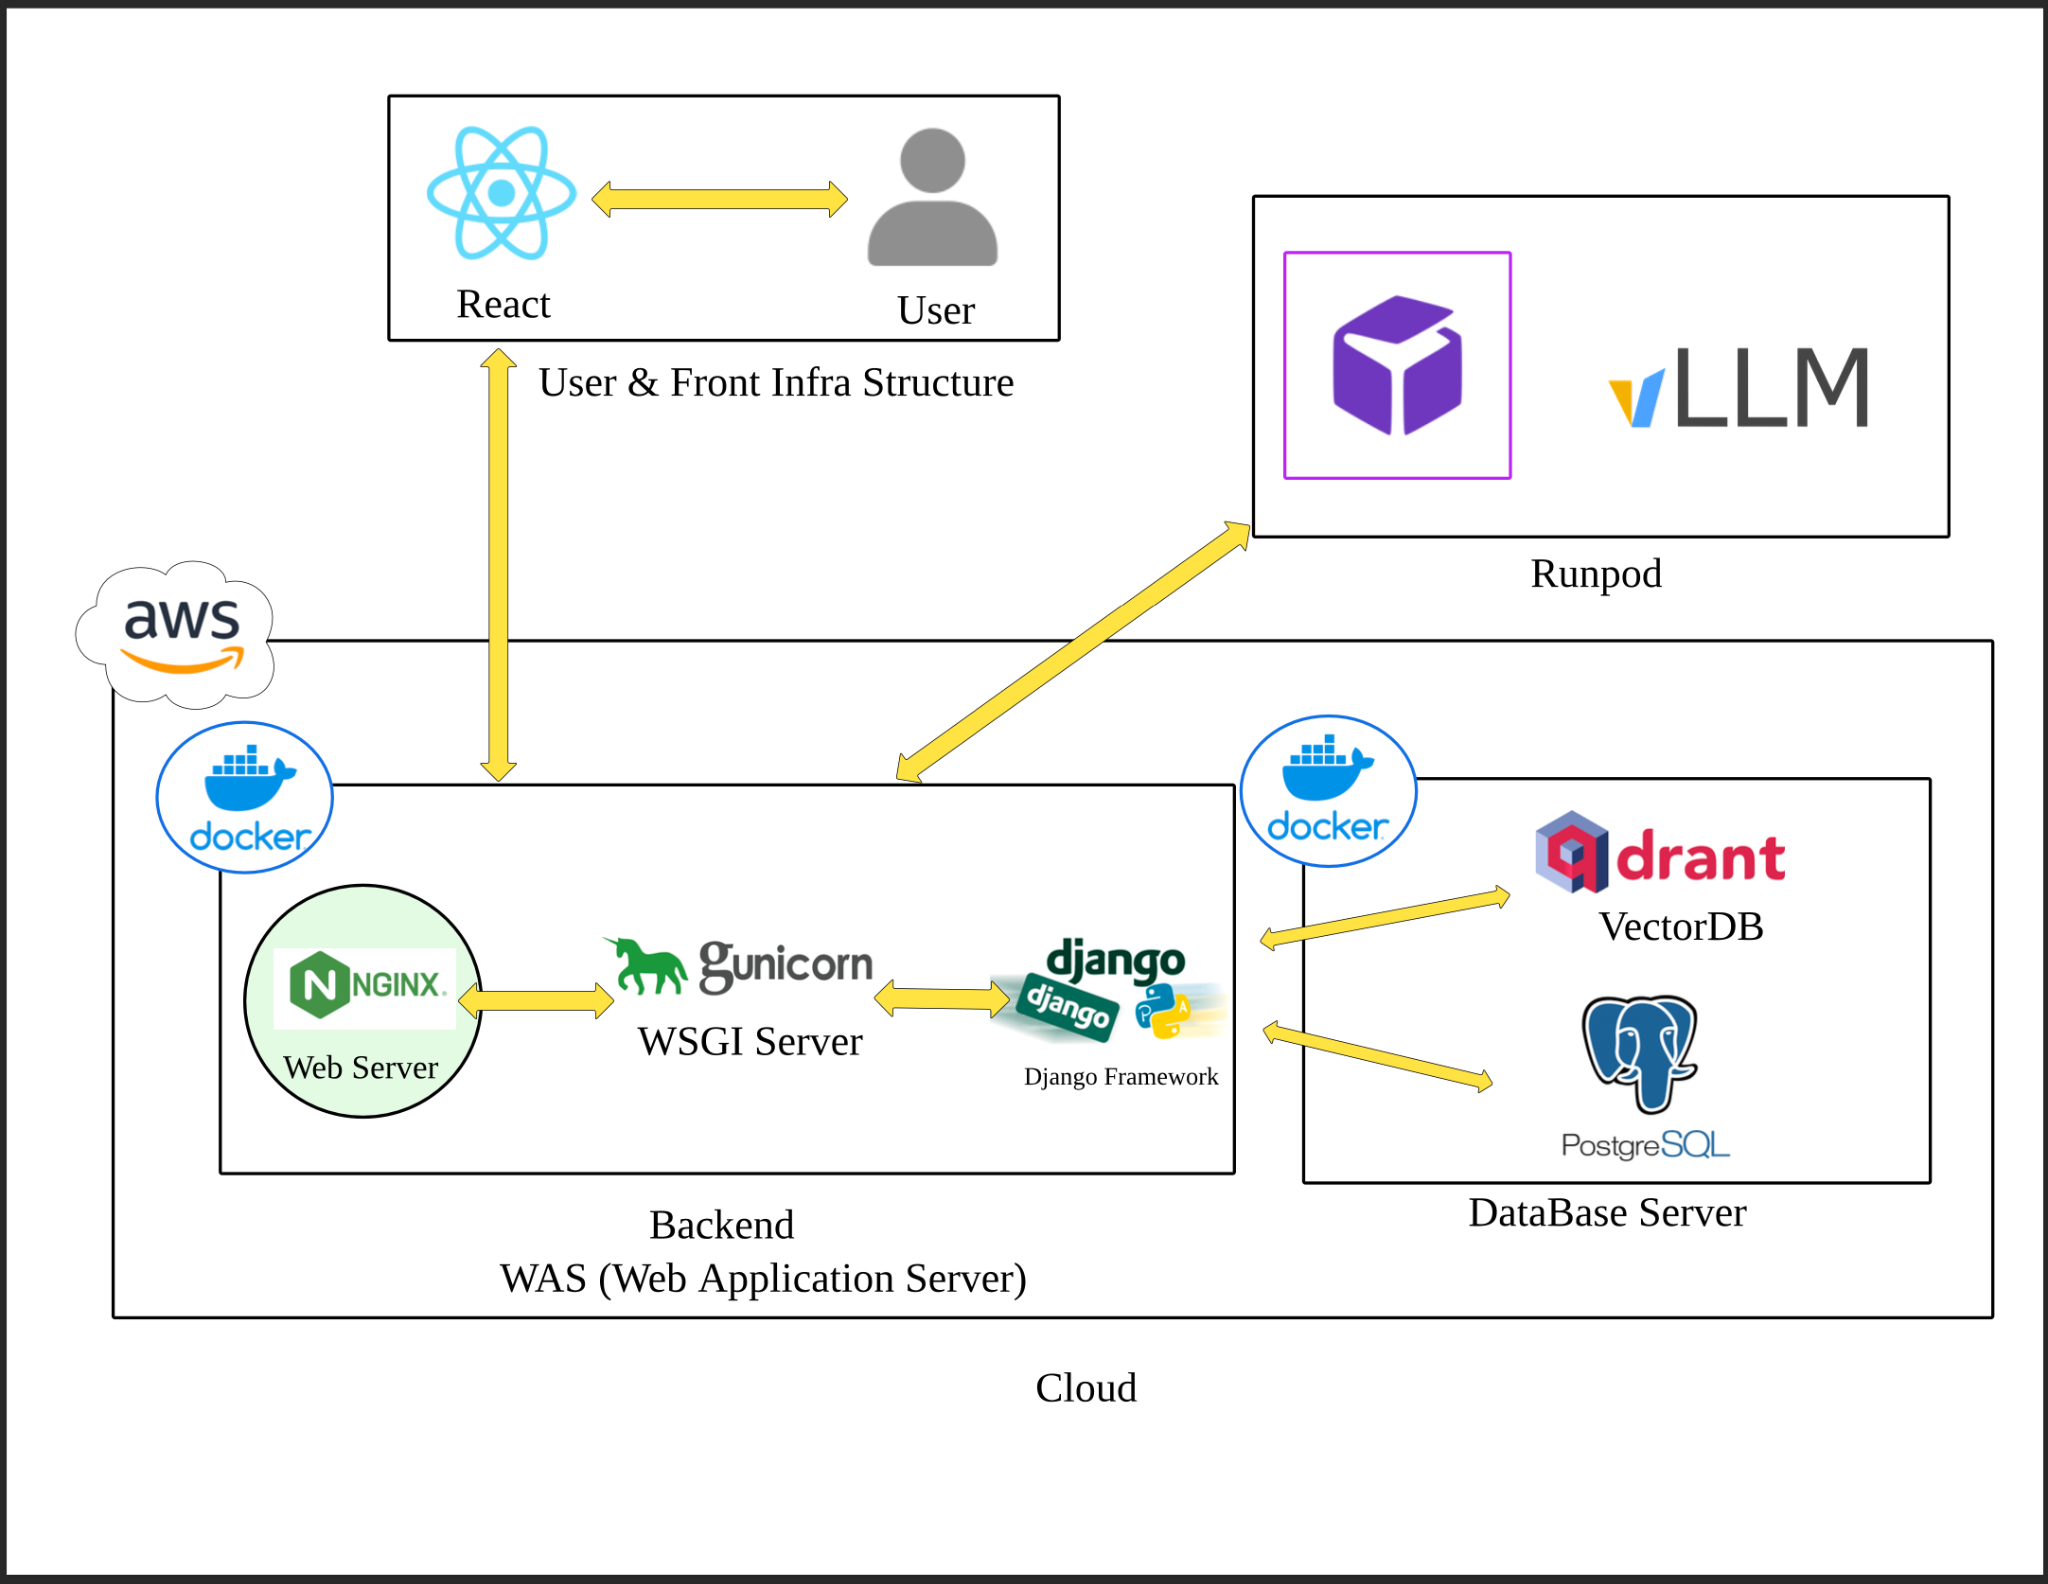 React
User
User & Front Infra Structure
vLLM
Runpod
aws
docker
docker
NGINX
Web Server
gunicorn
WSGI Server
django
django
Django Framework
qdrant
VectorDB
PostgreSQL
DataBase Server
Backend
WAS (Web Application Server)
Cloud